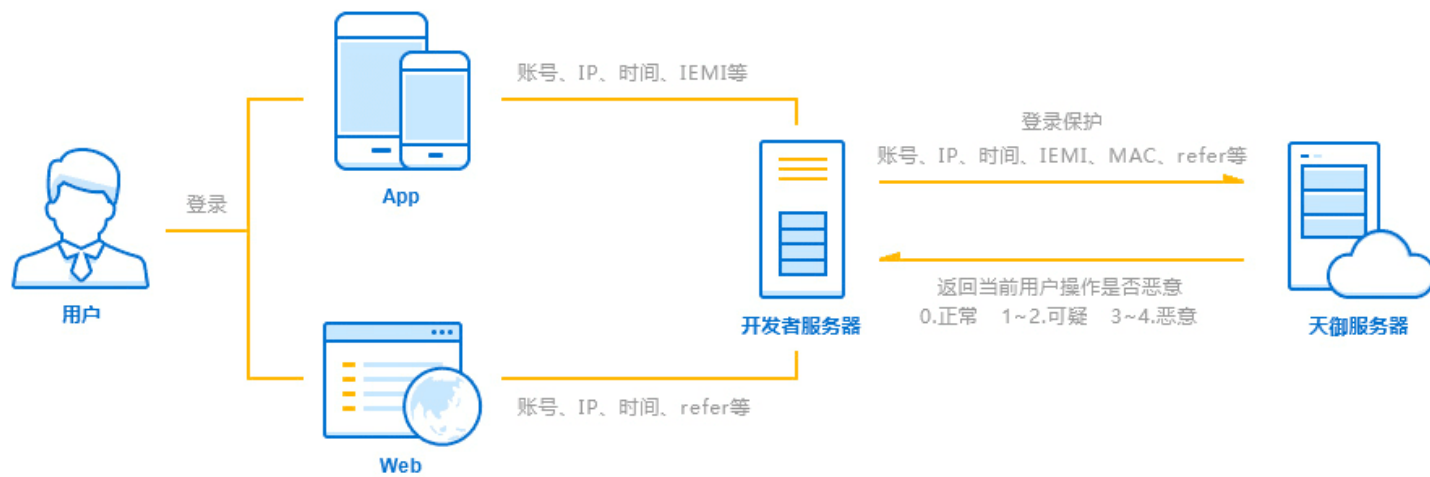 登录
用户
App
账号、IP、时间、IEMI等
Web
账号、IP、时间、refer等
开发者服务器
登录保护
账号、IP、时间、IEMI、MAC、refer等
返回当前用户操作是否恶意
0.正常 1~2.可疑 3~4.恶意
天御服务器